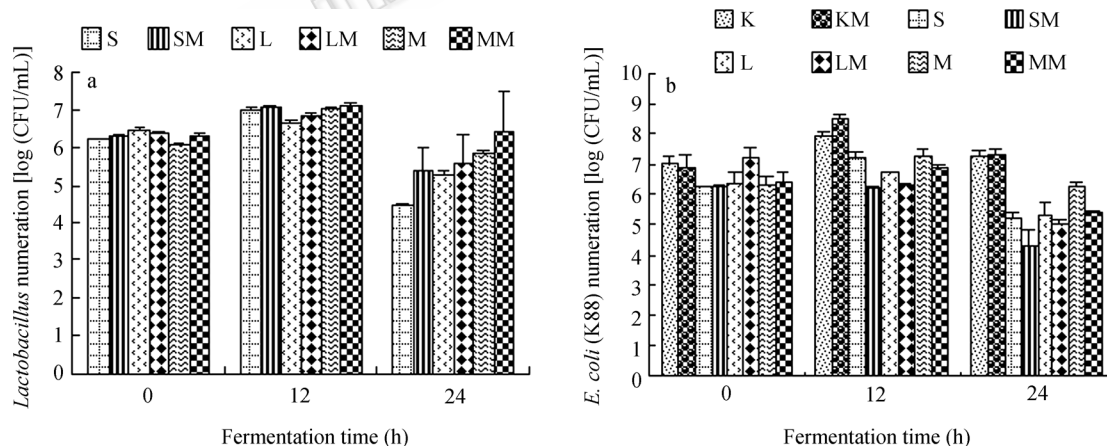 S SM L LM M MM
a
8
7
6
5
4
3
2
1
0
Lactobacillus numeration [log (CFU/mL)]
0 12 24
Fermentation time (h)
K KM S SM
L LM M MM
b
10
9
8
7
6
5
4
3
2
1
0
E. coli (K88) numeration [log (CFU/mL)]
0 12 24
Fermentation time (h)